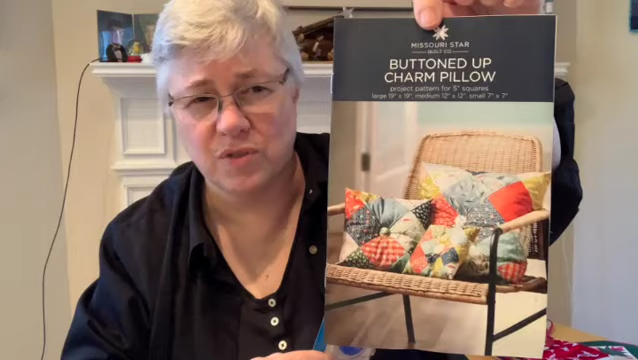 MISSOURI STAR
QUILT CO
BUTTONED UP
CHARM PILLOW
project pattern for 5" squares
large 19" x 19", medium 12" x 12", small 7" x 7"